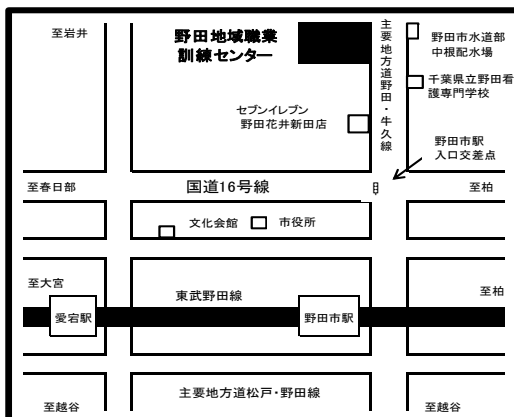 至岩井
野田地域職業
訓練センター
主要地方道野田・牛久線
野田市水道部
中根配水場
千葉県立野田看
護専門学校
セブンイレブン
野田花井新田店
野田市駅
入口交差点
至春日部
国道16号線
至柏
文化会館
市役所
至大宮
東武野田線
至柏
愛宕駅
野田市駅
主要地方道松戸・野田線
至越谷
至越谷